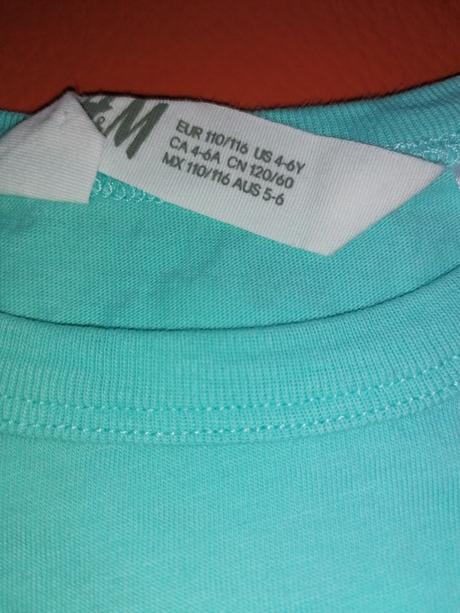 &M
EUR 110/116 US 4-6Y
CA 4-6A CN 120/60
MX 110/116 AUS 5-6